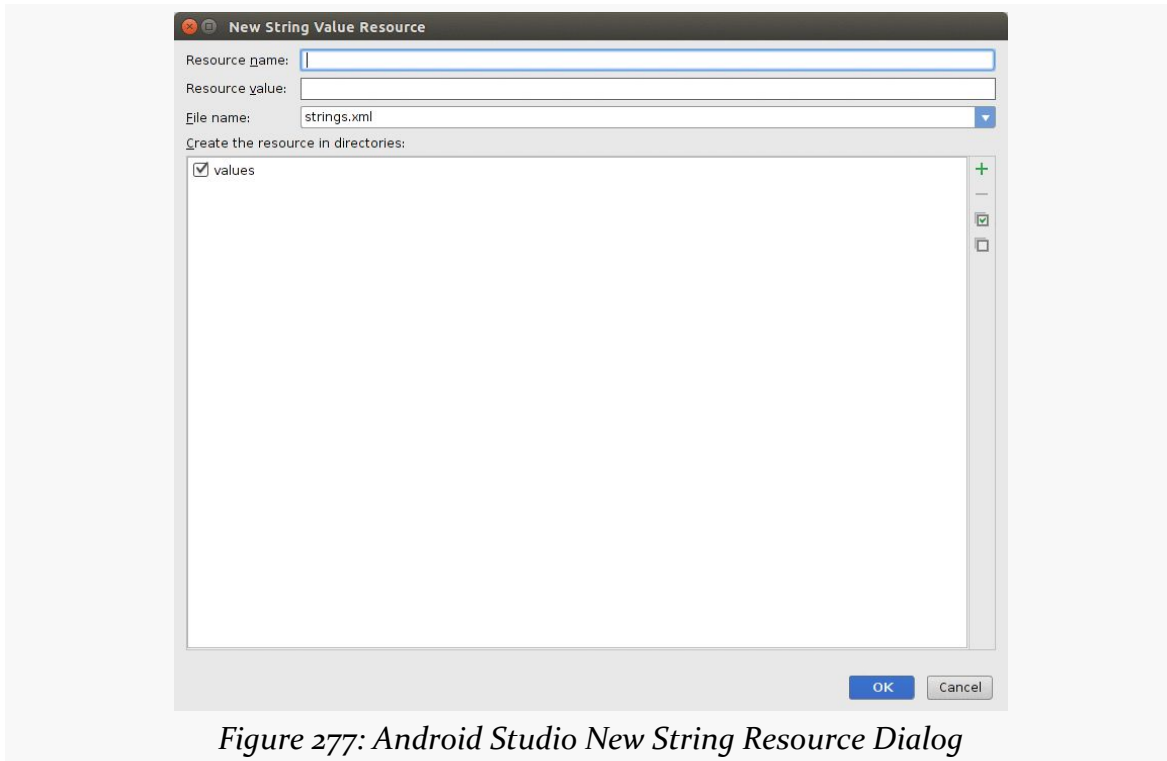 New String Value Resource
Resource name:
Resource value:
File name: strings.xml
Create the resource in directories:
values
OK Cancel
Figure 277: Android Studio New String Resource Dialog